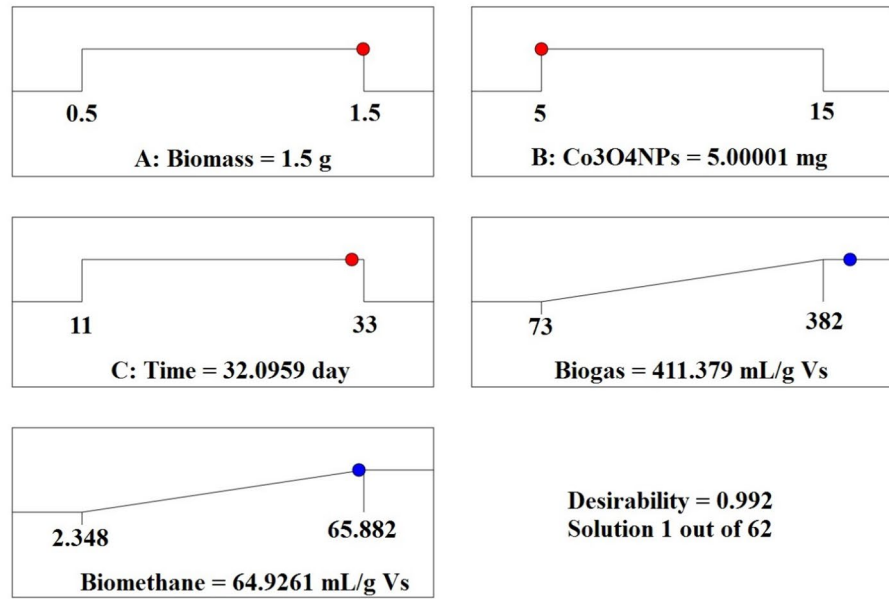 0.5
1.5
A: Biomass = 1.5 g
5
15
B: Co3O4NPs = 5.00001 mg
11
33
C: Time = 32.0959 day
73
382
Biogas = 411.379 mL/g Vs
2.348
65.882
Biomethane = 64.9261 mL/g Vs
Desirability = 0.992
Solution 1 out of 62